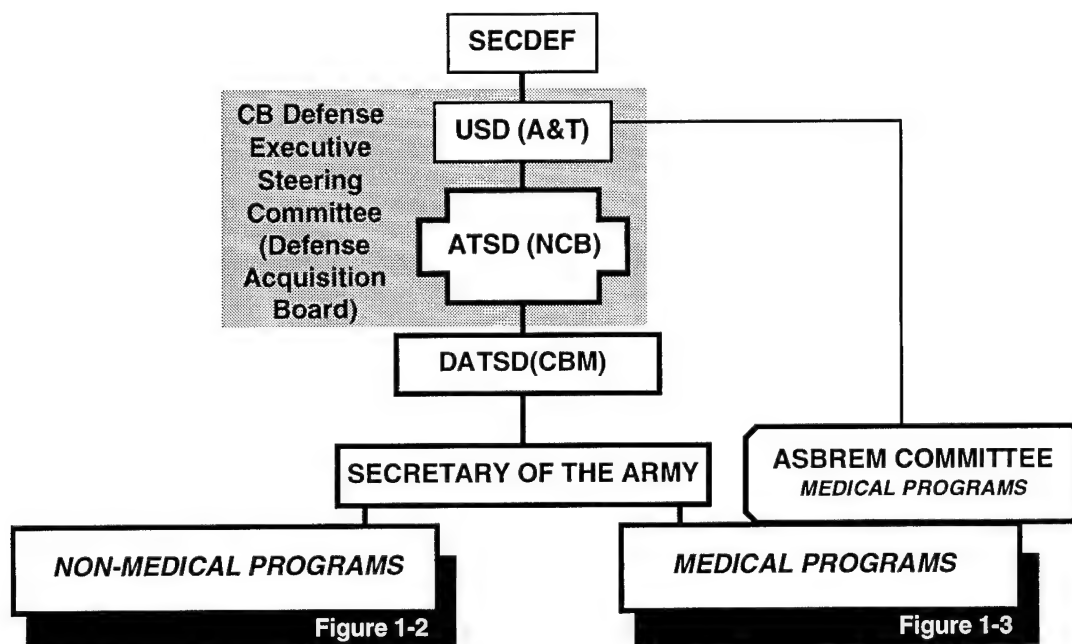 SECDEF
CB Defense
Executive
Steering
Committee
(Defense
Acquisition
Board)
USD (A&T)
ATSD (NCB)
DATSD(CBM)
SECRETARY OF THE ARMY
ASBREM COMMITTEE
MEDICAL PROGRAMS
NON-MEDICAL PROGRAMS
Figure 1-2
MEDICAL PROGRAMS
Figure 1-3